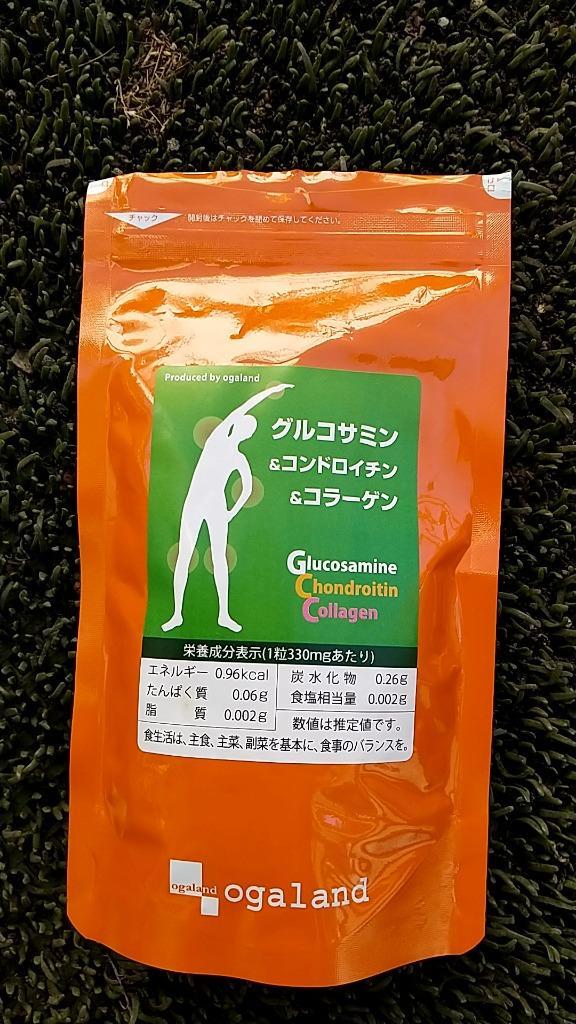 チャック
開封後はチャックを閉めて保存してください。
Produced by ogaland
グルコサミン
&コンドロイチン
&コラーゲン
Glucosamine
Chondroitin
Collagen
栄養成分表示(1粒330mgあたり)
エネルギー 0.96kcal
たんぱく質 0.06g
脂質 0.002g
炭水化物 0.26g
食塩相当量 0.002g
数値は推定値です。
食生活は、主食、主菜、副菜を基本に、食事のバランスを。
ogaland
ogaland